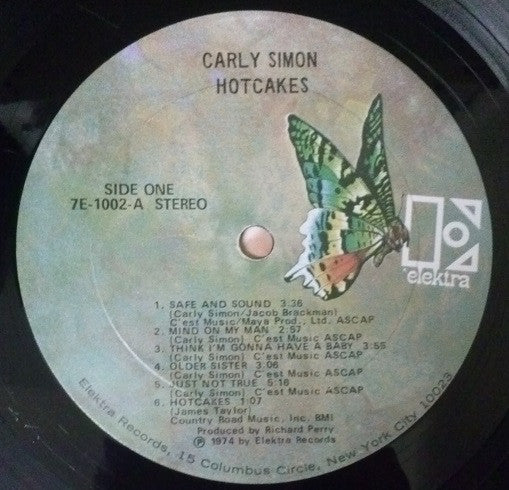 CARLY SIMON
HOTCAKES
SIDE ONE
7E-1002-A STEREO
elektra
1. SAFE AND SOUND 3:36
(Carly Simon/Jacob Brackman)
C'est Music/Maya Prod., Ltd. ASCAP
2. MIND ON MY MAN 2:57
(Carly Simon) C'est Music ASCAP
3. THINK I'M GONNA HAVE A BABY 3:55
(Carly Simon) C'est Music ASCAP
4. OLDER SISTER 3:06
(Carly Simon) C'est Music ASCAP
5. JUST NOT TRUE 5:18
(Carly Simon) C'est Music ASCAP
6. HOTCAKES 1:07
(James Taylor)
Country Road Music, Inc. BMI
Produced by Richard Perry
℗ 1974 by Elektra Records
Elektra Records, 15 Columbus Circle, New York City 10023